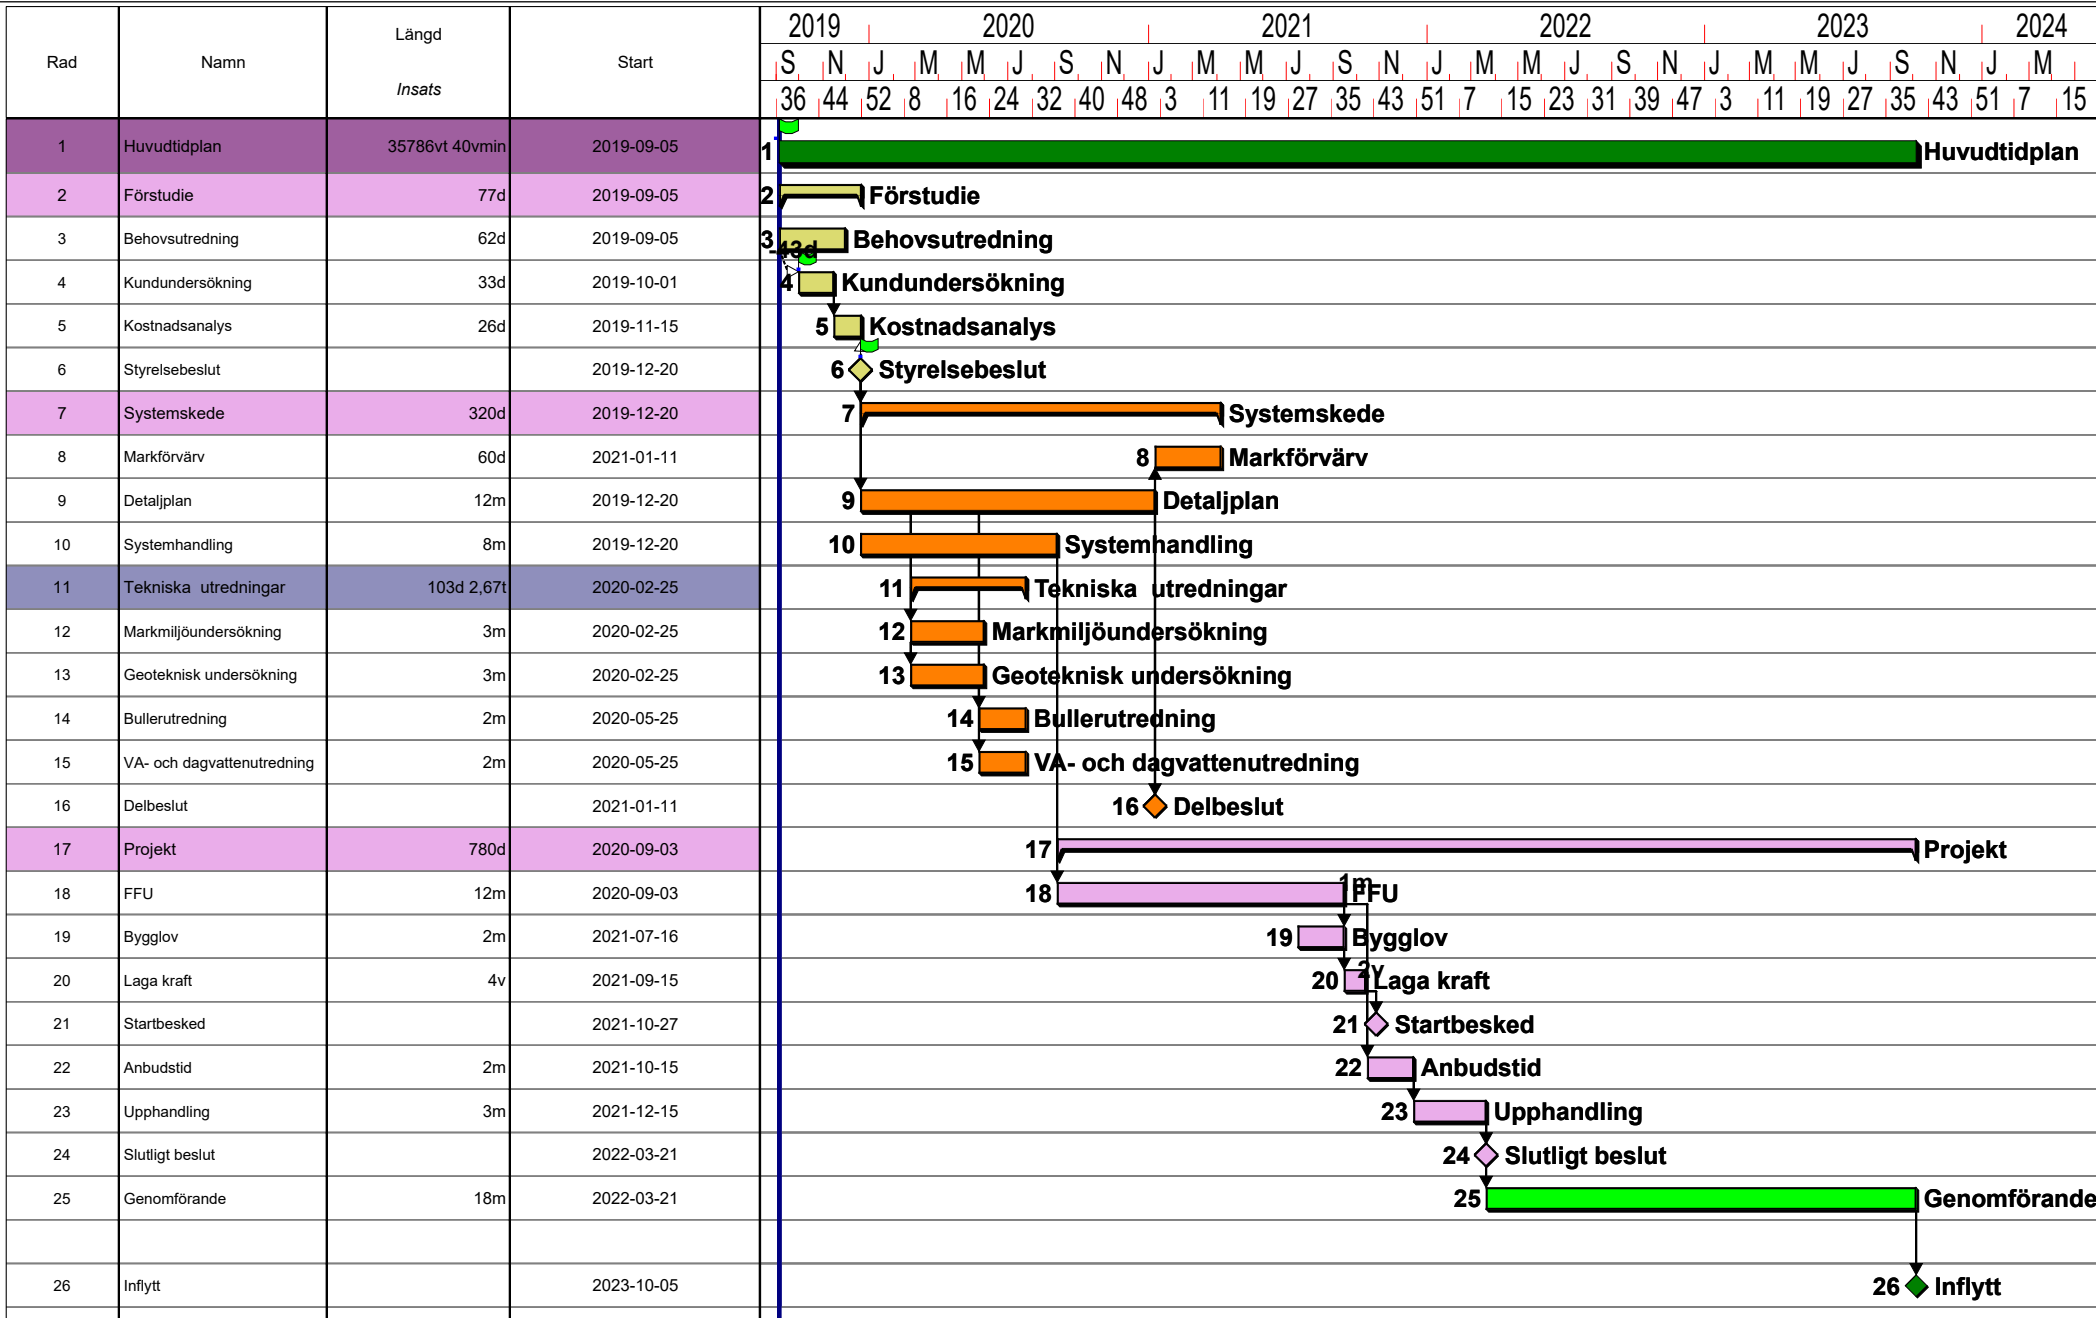 2019 2020 2021 2022 2023 2024
Rad Namn Längd Insats Start
S N J M M J S N J M M J S N J M M J S N J M M J S N J M
36 44 52 8 16 24 32 40 48 3 11 19 27 35 43 51 7 15 23 31 39 47 3 11 19 27 35 43 51 7 15
1 Huvudtidplan 35786vt 40vmin 2019-09-05 1 Huvudtidplan
2 Förstudie 77d 2019-09-05 2 Förstudie
3 Behovsutredning 62d 2019-09-05 3 Behovsutredning
-43d
4 Kundundersökning 33d 2019-10-01 4 Kundundersökning
5 Kostnadsanalys 26d 2019-11-15 5 Kostnadsanalys
6 Styrelsebeslut 2019-12-20 6 Styrelsebeslut
7 Systemskede 320d 2019-12-20 7 Systemskede
8 Markförvärv 60d 2021-01-11 8 Markförvärv
9 Detaljplan 12m 2019-12-20 9 Detaljplan
10 Systemhandling 8m 2019-12-20 10 Systemhandling
11 Tekniska utredningar 103d 2,67t 2020-02-25 11 Tekniska utredningar
12 Markmiljöundersökning 3m 2020-02-25 12 Markmiljöundersökning
13 Geoteknisk undersökning 3m 2020-02-25 13 Geoteknisk undersökning
14 Bullerutredning 2m 2020-05-25 14 Bullerutredning
15 VA- och dagvattenutredning 2m 2020-05-25 15 VA- och dagvattenutredning
16 Delbeslut 2021-01-11 16 Delbeslut
17 Projekt 780d 2020-09-03 17 Projekt
1m
18 FFU 12m 2020-09-03 18 FFU
19 Bygglov 2m 2021-07-16 19 Bygglov
2v
20 Laga kraft 4v 2021-09-15 20 Laga kraft
21 Startbesked 2021-10-27 21 Startbesked
22 Anbudstid 2m 2021-10-15 22 Anbudstid
23 Upphandling 3m 2021-12-15 23 Upphandling
24 Slutligt beslut 2022-03-21 24 Slutligt beslut
25 Genomförande 18m 2022-03-21 25 Genomförande
26 Inflytt 2023-10-05 26 Inflytt